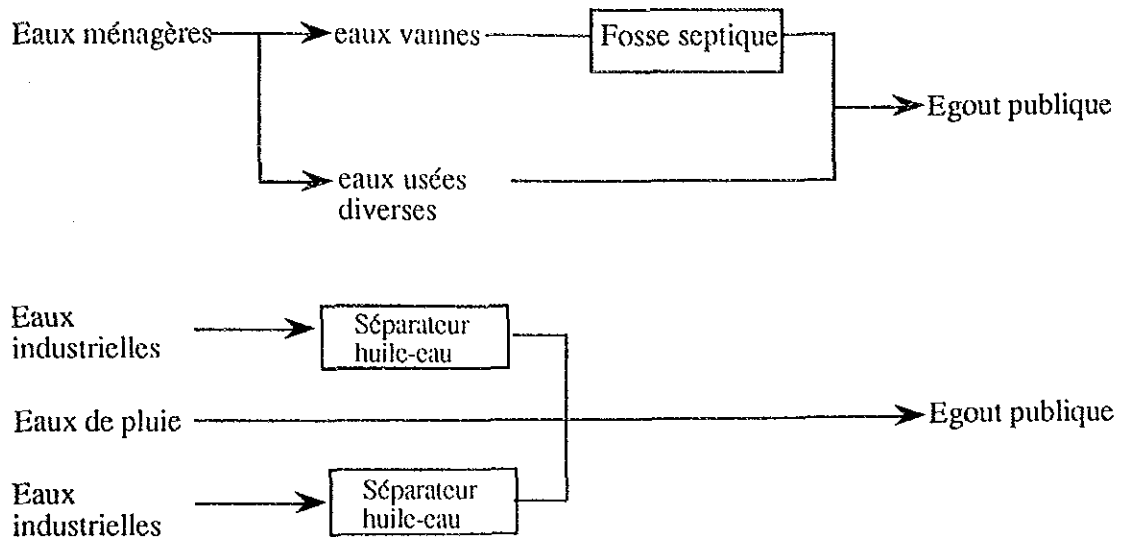 Eaux ménagères
eaux vannes
Fosse septique
Egout publique
eaux usées
diverses
Eaux
industrielles
Séparateur
huile-eau
Eaux de pluie
Egout publique
Eaux
industrielles
Séparateur
huile-eau